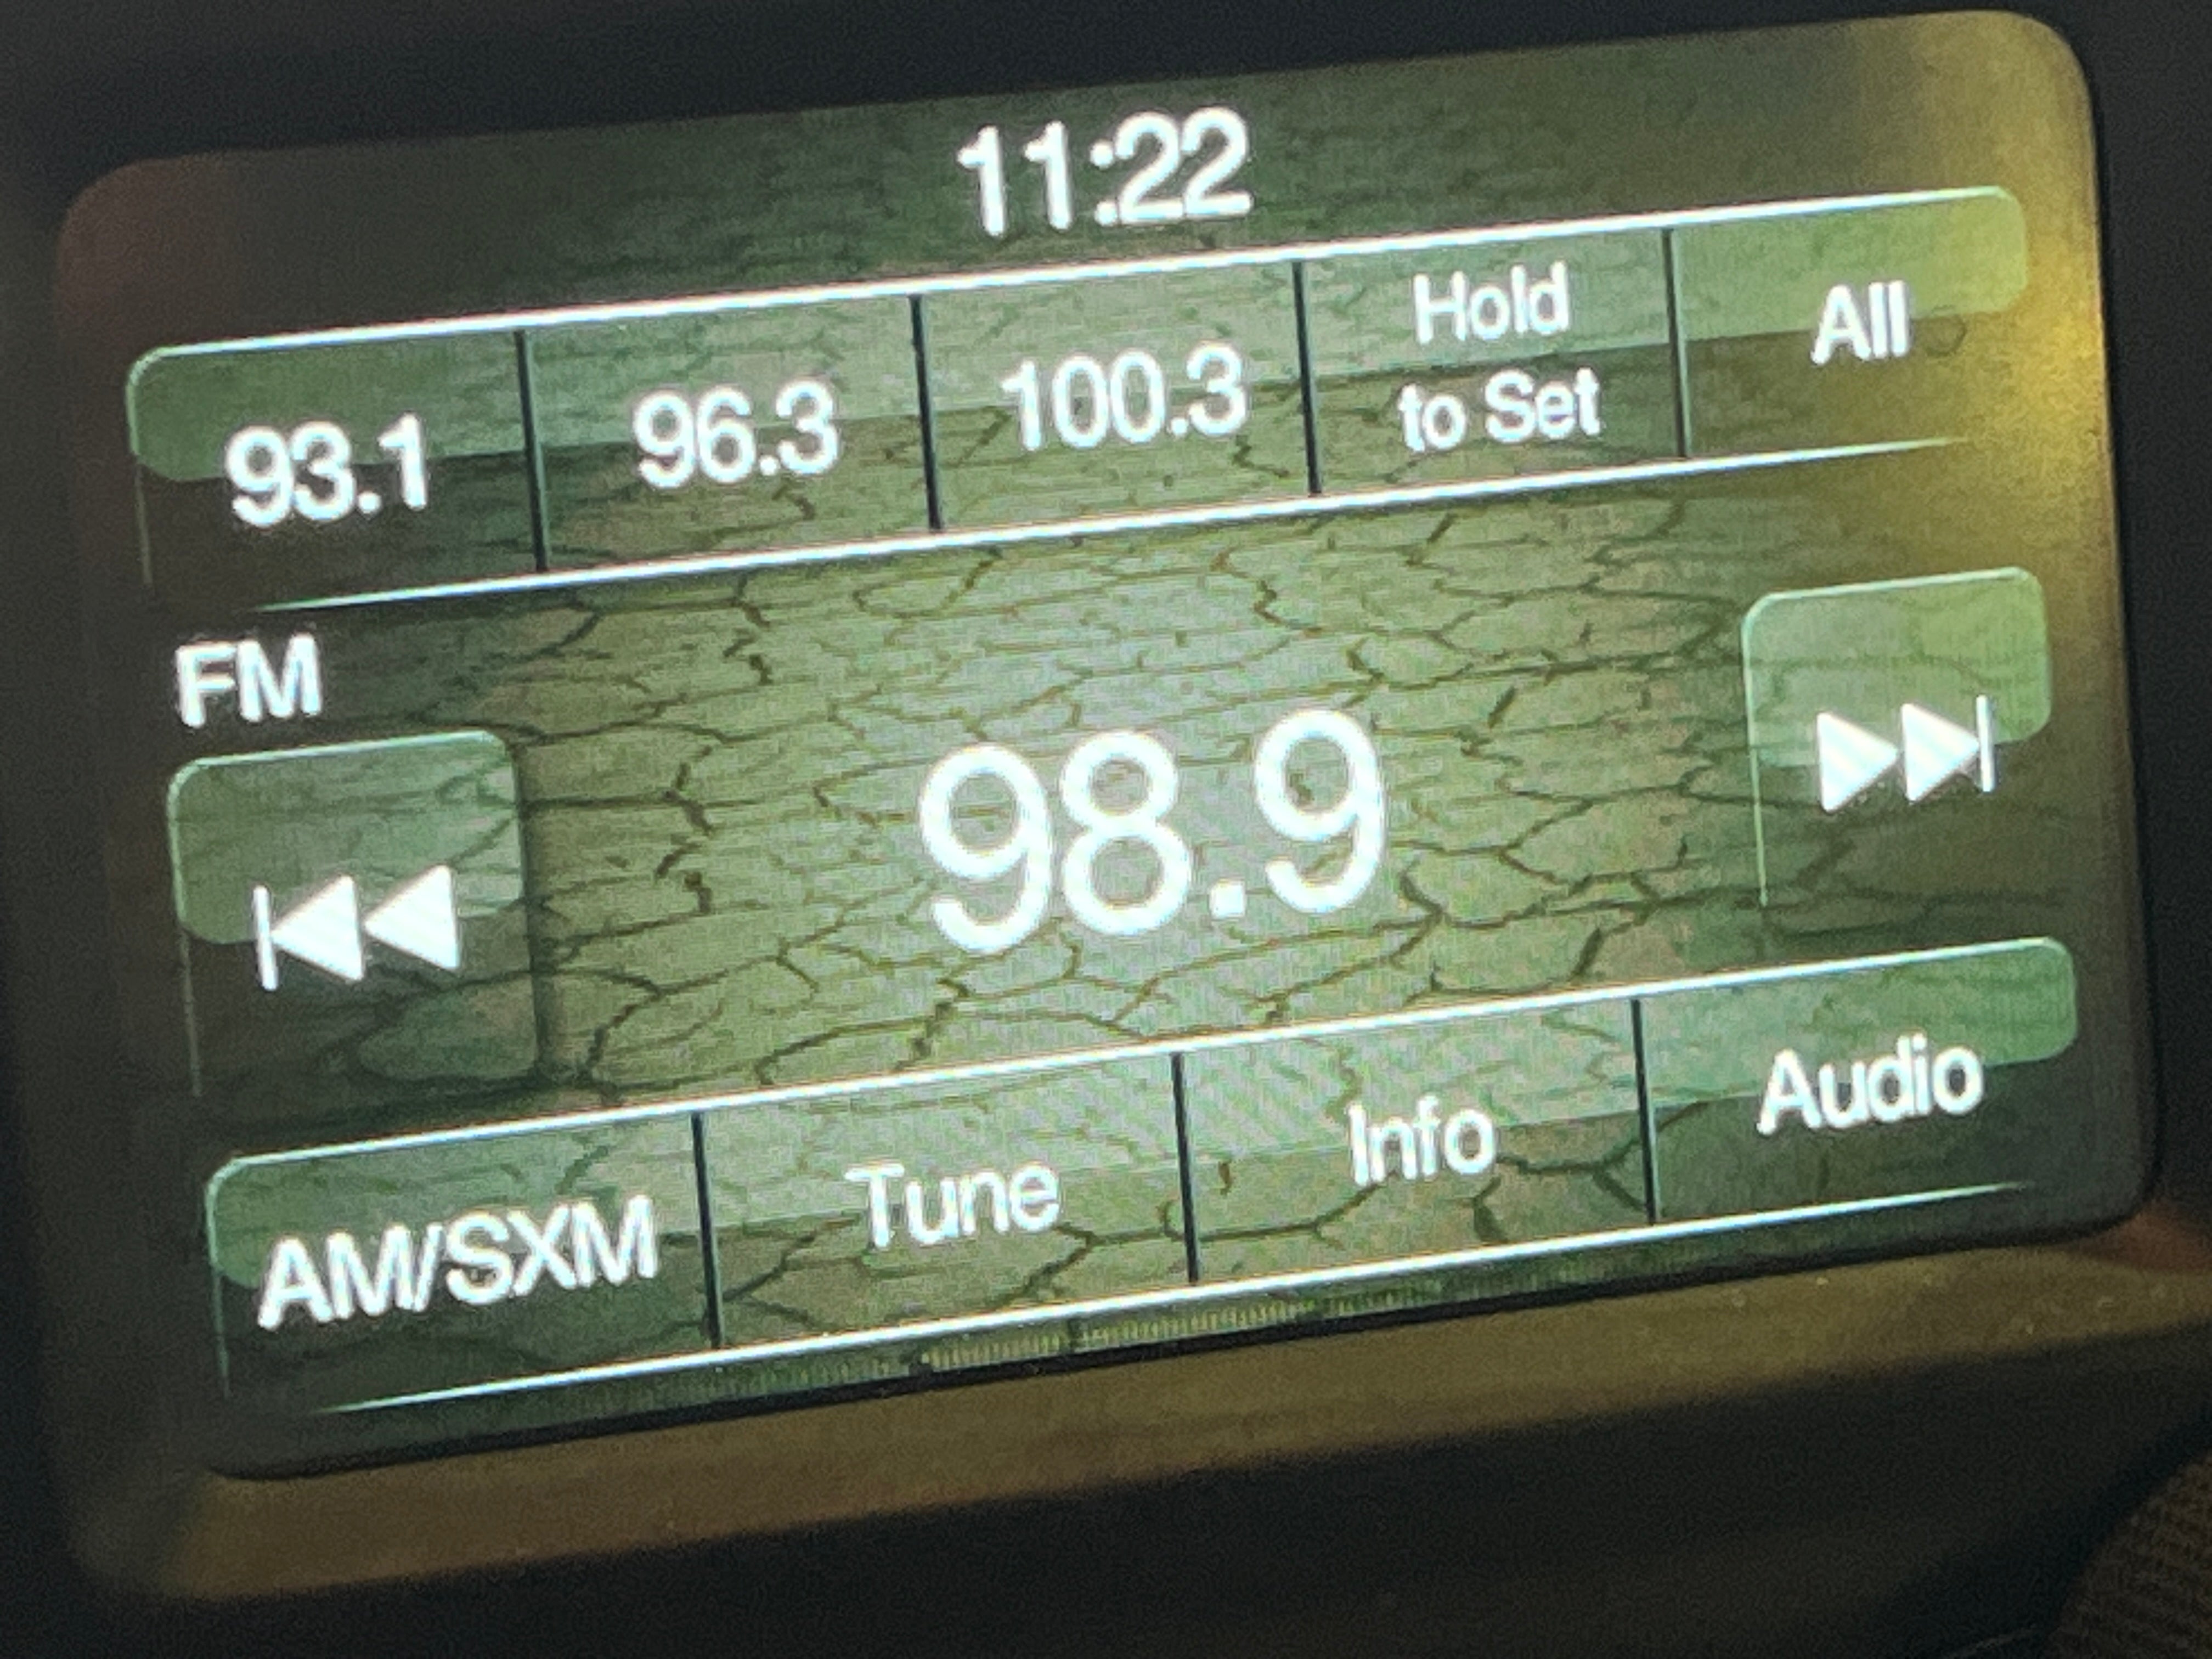 11:22
93.1 96.3 100.3 Hold to Set All
FM
98.9
AM/SXM Tune Info Audio